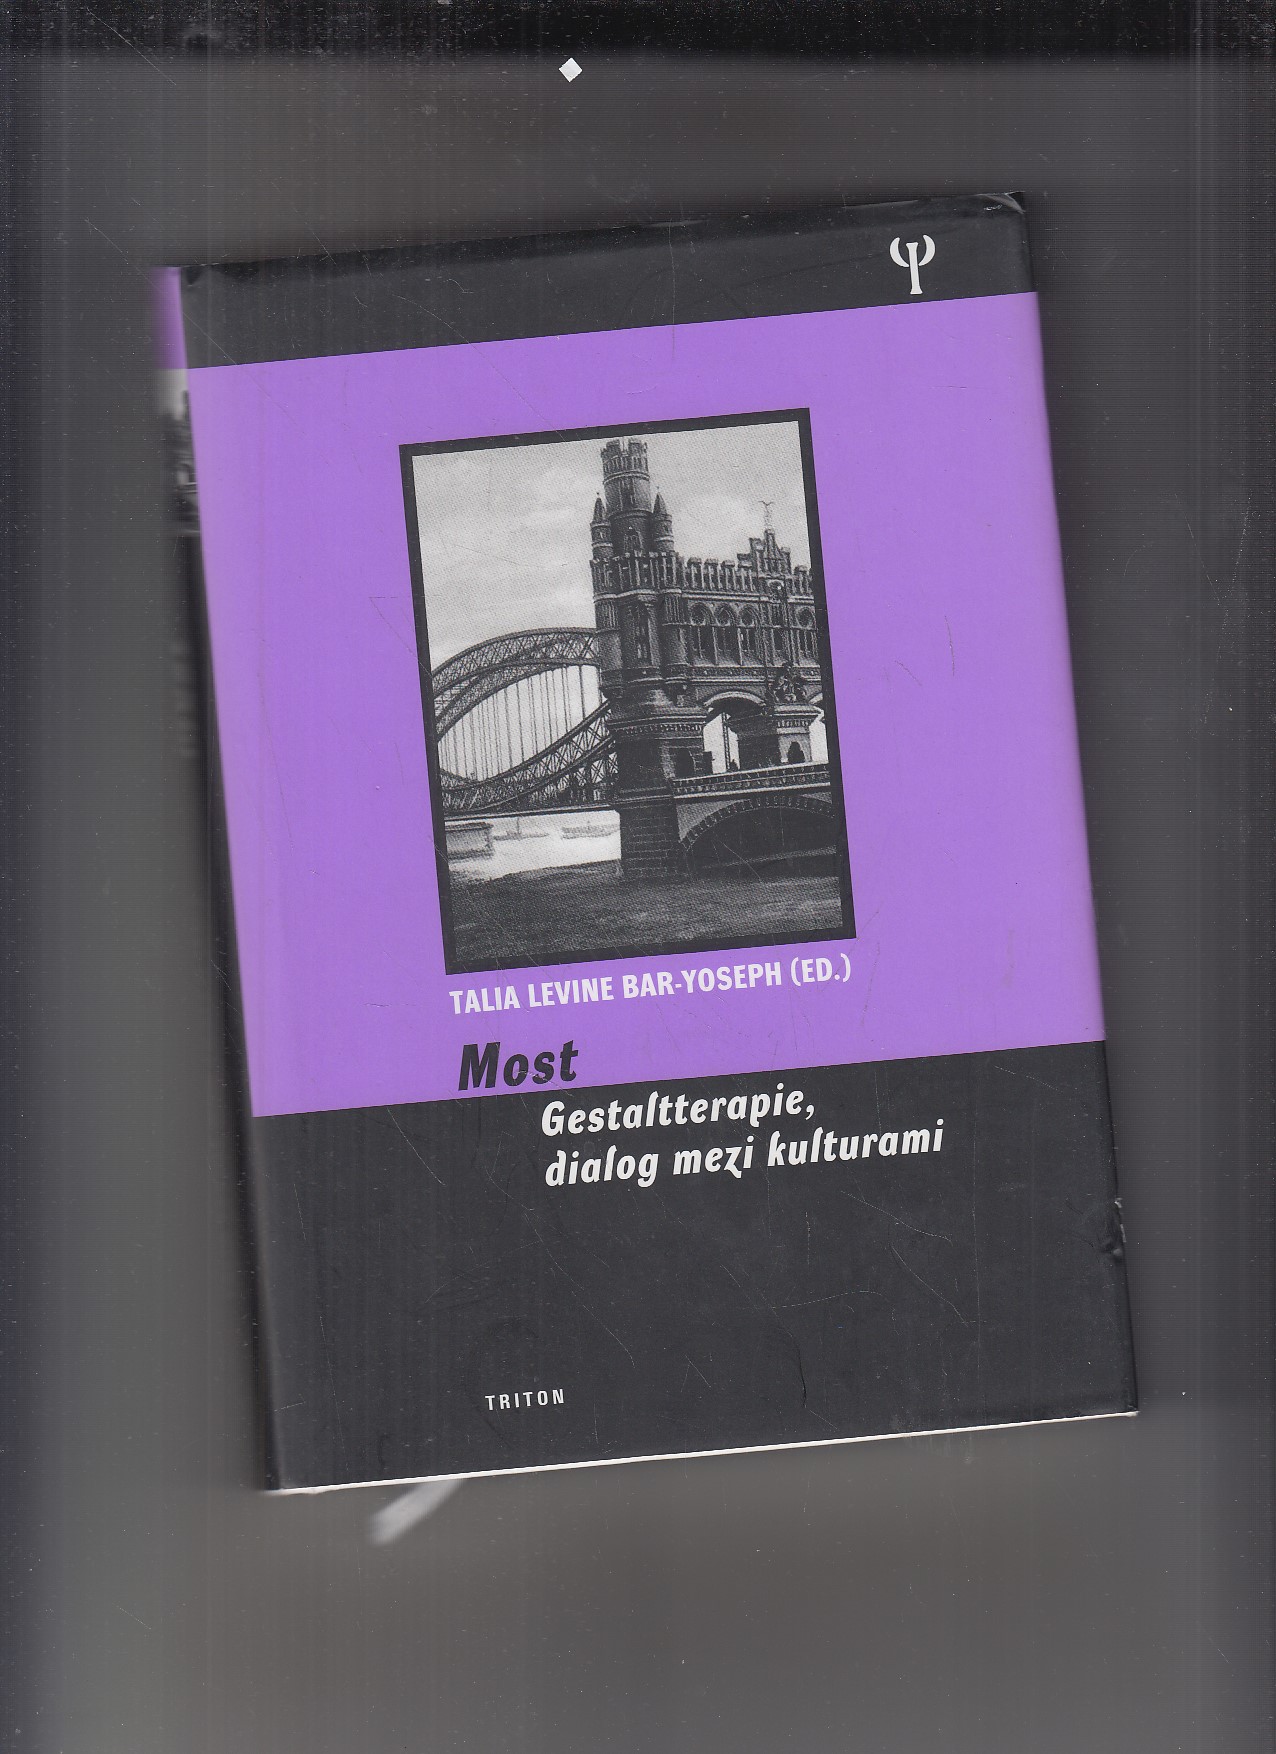 TALIA LEVINE BAR-YOSEPH (ED.)
Most
Gestaltterapie,
dialog mezi kulturami
TRITON